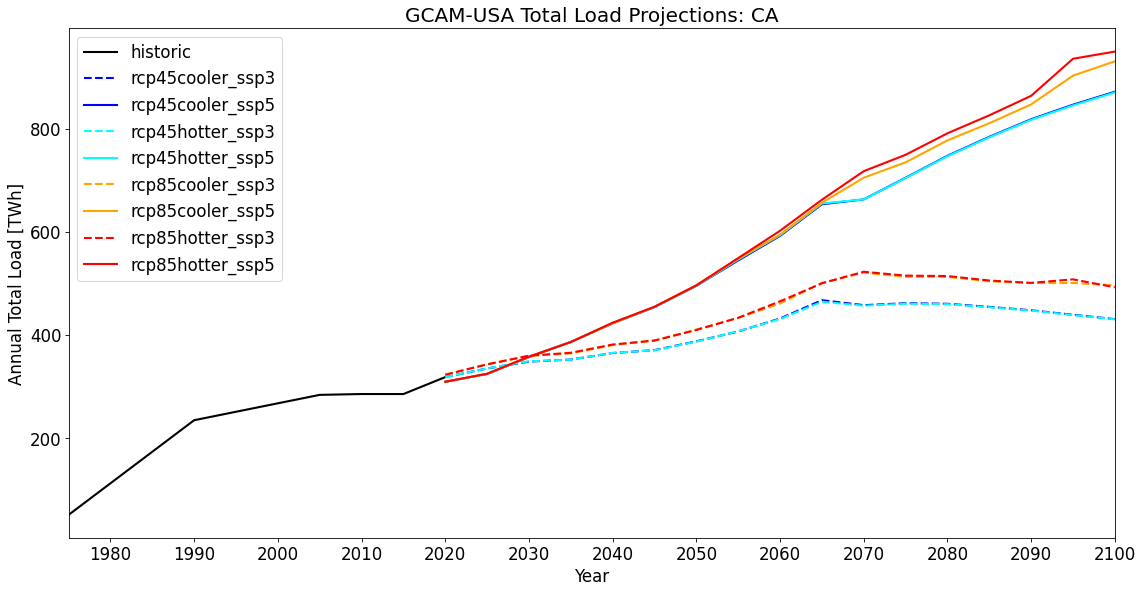 GCAM-USA Total Load Projections: CA
historic
rcp45cooler_ssp3
rcp45cooler_ssp5
rcp45hotter_ssp3
rcp45hotter_ssp5
rcp85cooler_ssp3
rcp85cooler_ssp5
rcp85hotter_ssp3
rcp85hotter_ssp5
Annual Total Load [TWh]
800
600
400
200
1980 1990 2000 2010 2020 2030 2040 2050 2060 2070 2080 2090 2100
Year